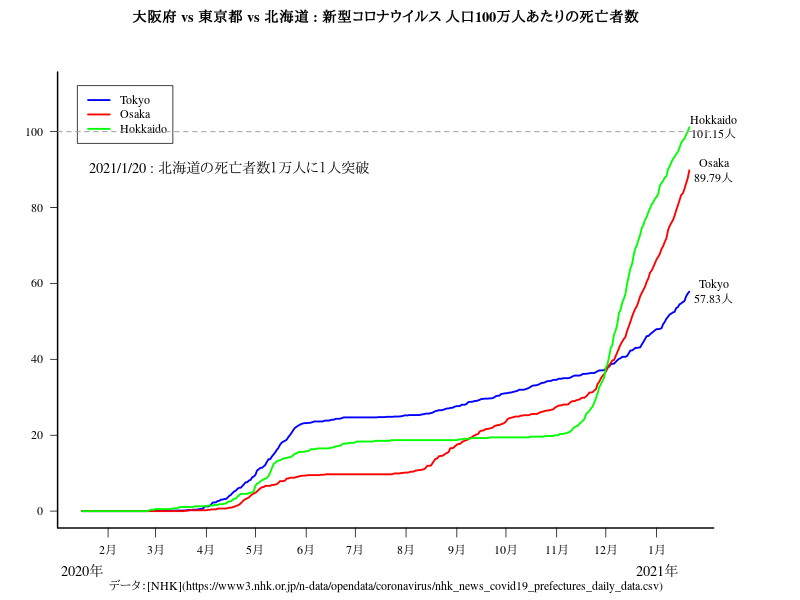 大阪府 vs 東京都 vs 北海道 : 新型コロナウイルス 人口100万人あたりの死亡者数
Tokyo
Osaka
Hokkaido
2021/1/20 : 北海道の死亡者数1万人に1人突破
Hokkaido
101.15人
Osaka
89.79人
Tokyo
57.83人
100
80
60
40
20
0
2月 3月 4月 5月 6月 7月 8月 9月 10月 11月 12月 1月
2020年 2021年
データ:[NHK](https://www3.nhk.or.jp/n-data/opendata/coronavirus/nhk_news_covid19_prefectures_daily_data.csv)